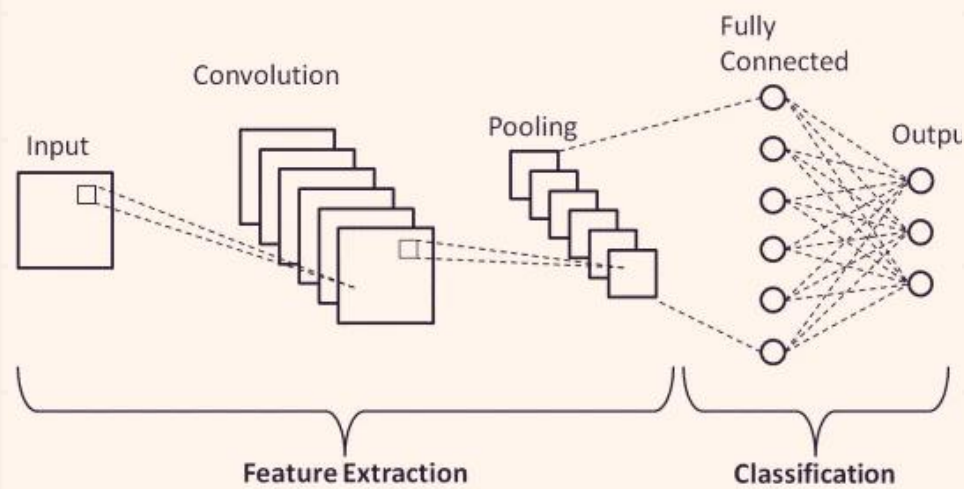 Fully
Connected
Convolution
Pooling
Input
Outpu
Feature Extraction
Classification